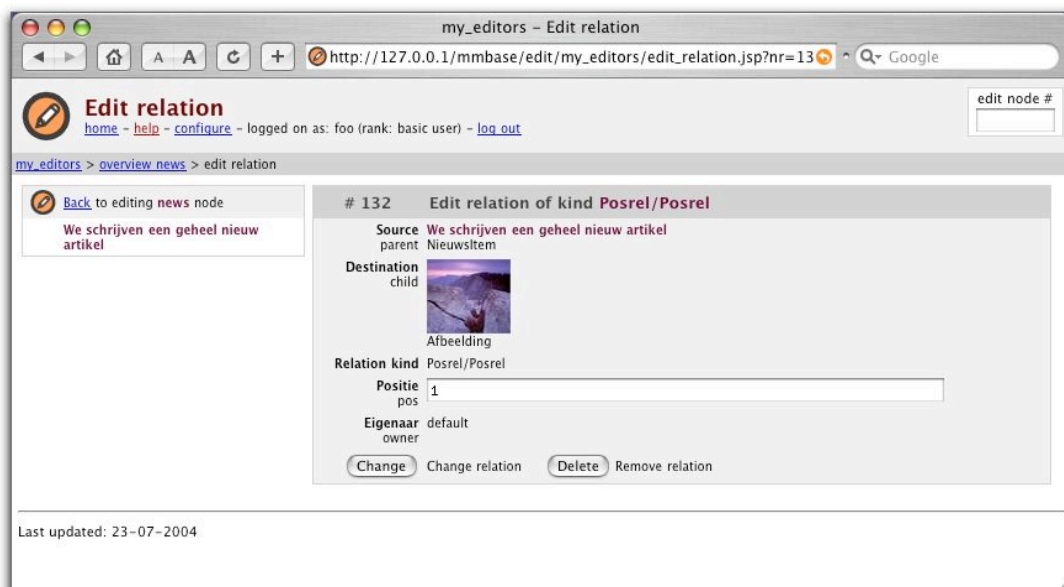 my_editors – Edit relation
A A
http://127.0.0.1/mmbase/edit/my_editors/edit_relation.jsp?nr=13
Google
Edit relation
home – help – configure – logged on as: foo (rank: basic user) – log out
edit node #
my_editors > overview news > edit relation
Back to editing news node
We schrijven een geheel nieuw
artikel
# 132 Edit relation of kind Posrel/Posrel
Source We schrijven een geheel nieuw artikel
parent NieuwsItem
Destination
child
Afbeelding
Relation kind Posrel/Posrel
Positie 1
pos
Eigenaar default
owner
Change Change relation Delete Remove relation
Last updated: 23-07-2004